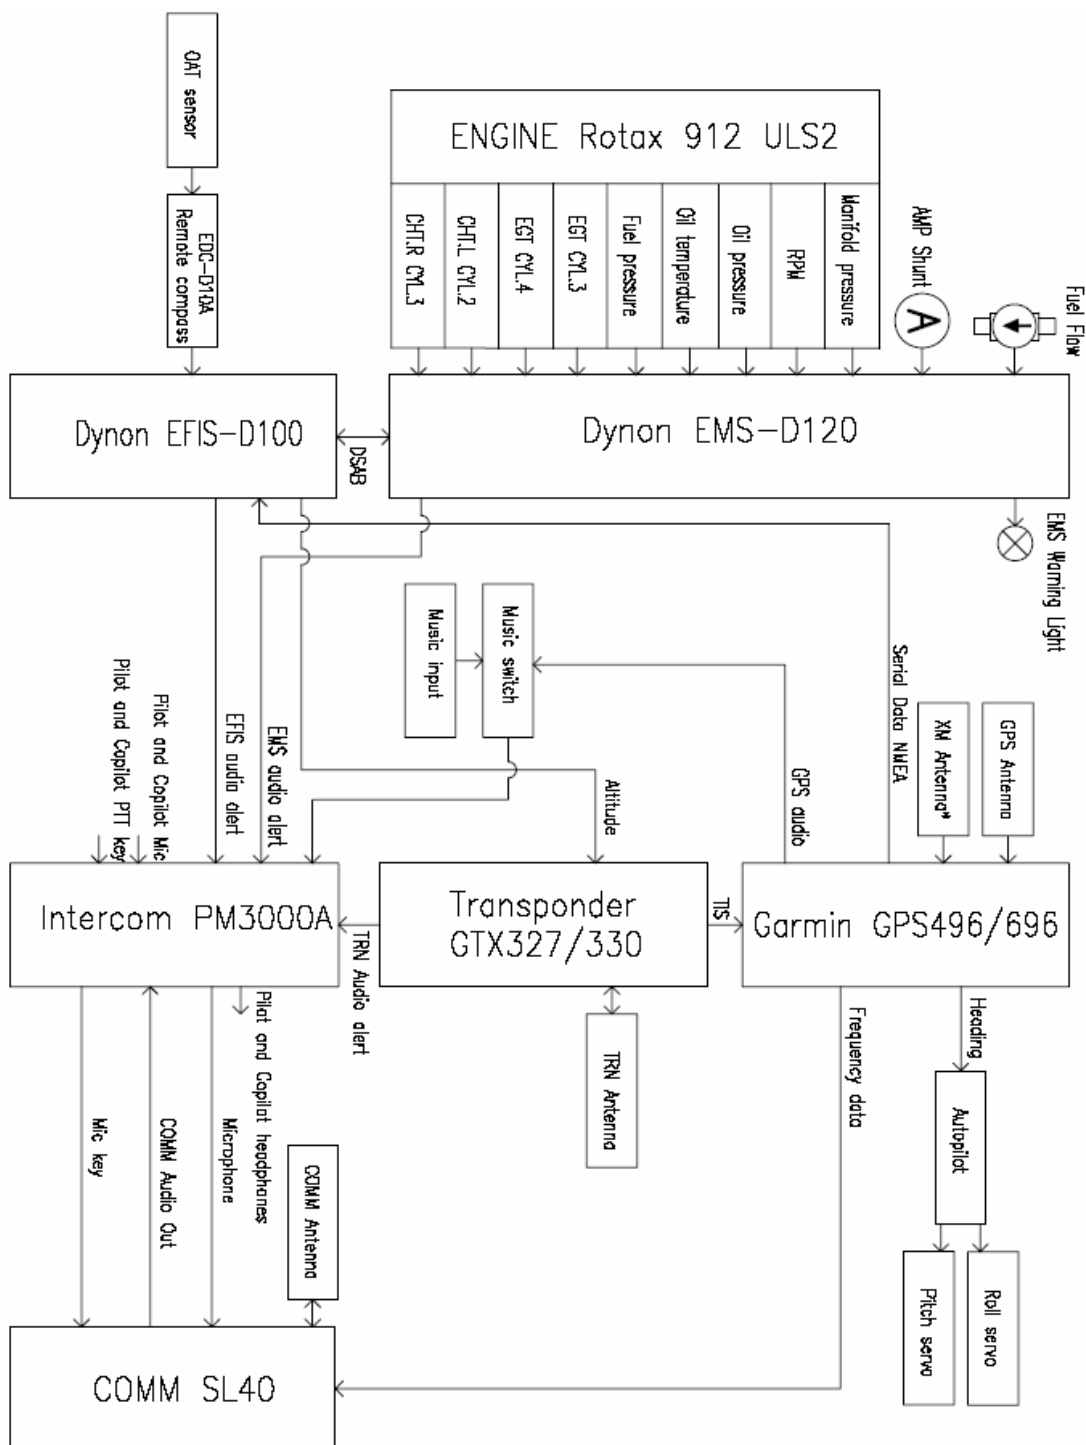 OAT sensor
EDC-D10A
Remote compass
ENGINE Rotax 912 ULS2
CHT.R CYL.3
CHT.L CYL.2
EGT CYL.4
EGT CYL.3
Fuel pressure
Oil temperature
Oil pressure
RPM
Manifold pressure
AMP Shunt
A
Fuel Flow
Dynon EFIS-D100
DSAB
Dynon EMS-D120
EMS Warning Light
Music input
Music switch
Serial Data NMEA
XM Antenna*
GPS Antenna
Pilot and Copilot PTT key
Pilot and Copilot Mic
EFIS audio alert
EMS audio alert
Altitude
GPS audio
Intercom PM3000A
TRN Audio alert
Transponder
GTX327/330
TIS
Garmin GPS496/696
Pilot and Copilot headphones
Microphone
COMM Audio Out
Mic key
TRN Antenna
Frequency data
Heading
Autopilot
COMM Antenna
Pitch servo
Roll servo
COMM SL40